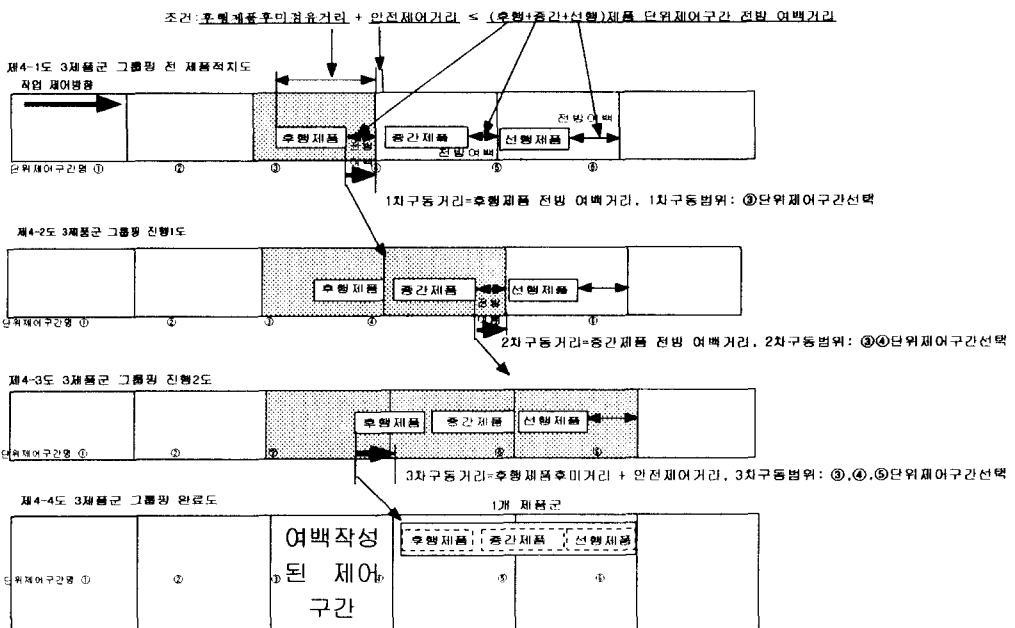 조건:후행제품후미점유거리 + 안전제어거리 ≤ (후행+중간+선행)제품 단위제어구간 전방 여백거리
제4-1도 3제품군 그룹핑 전 제품적치도
작업 제어방향
전방여백
후행제품
중간제품
선행제품
전방
전방여백
여백
단위제어구간명 ①
②
③
④
⑤
⑥
1차구동거리=후행제품 전방 여백거리, 1차구동범위: ③단위제어구간선택
제4-2도 3제품군 그룹핑 진행1도
후행제품
중간제품
선행제품
전방
여백
단위제어구간명 ①
②
③
④
⑥
2차구동거리=중간제품 전방 여백거리, 2차구동범위: ③④단위제어구간선택
제4-3도 3제품군 그룹핑 진행2도
후행제품
중간제품
선행제품
단위제어구간명 ①
②
⑤
⑥
3차구동거리=후행제품후미거리 + 안전제어거리, 3차구동범위: ③,④,⑤단위제어구간선택
제4-4도 3제품군 그룹핑 완료도
1개 제품군
후행제품
중간제품
선행제품
여백작성
된 제어
구간
단위제어구간명 ①
②
③
④
⑤
⑥